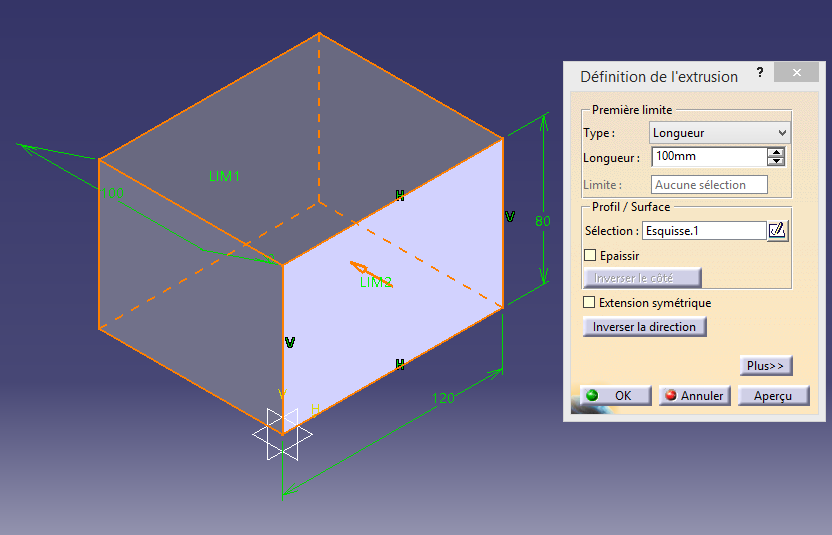 Définition de l'extrusion
?
Première limite
Type :
Longueur
Longueur :
100mm
Limite :
Aucune sélection
Profil / Surface
Sélection :
Esquisse.1
Epaissir
Inverser le côté
Extension symétrique
Inverser la direction
Plus>>
OK
Annuler
Aperçu
LIM1
100
H
V
80
LIM2
V
H
V
H
120